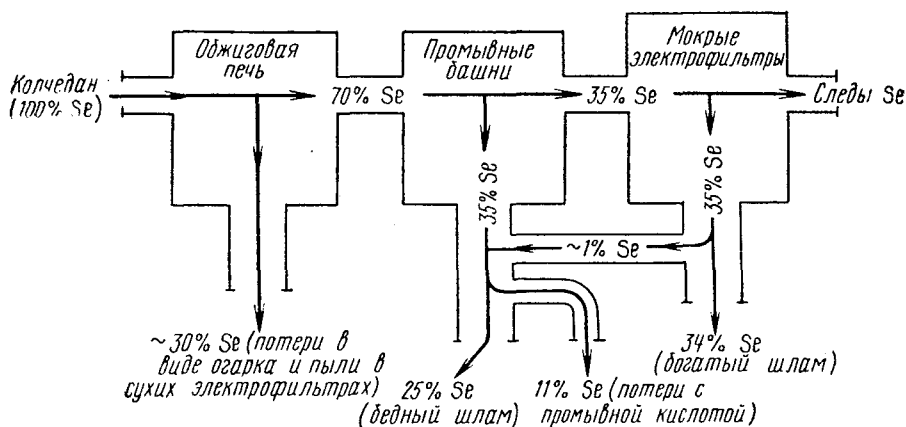 Обжиговая
печь
Промывные
башни
Мокрые
электрофильтры
Колчедан
(100% Se)
70% Se
35% Se
Следы Se
35% Se
35% Se
~1% Se
~30% Se (потери в
виде огарка и пыли в
сухих электрофильтрах)
25% Se
(бедный шлам)
11% Se (потери с
промывной кислотой)
34% Se
(богатый шлам)